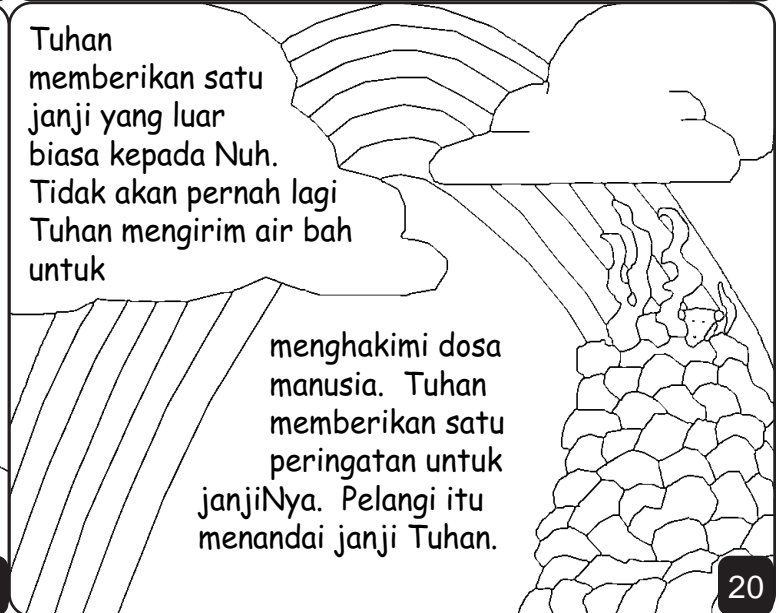 Tuhan
memberikan satu
janji yang luar
biasa kepada Nuh.
Tidak akan pernah lagi
Tuhan mengirim air bah
untuk
menghakimi dosa
manusia.  Tuhan
memberikan satu
peringatan untuk
janjiNya.  Pelangi itu
menandai janji Tuhan.
20